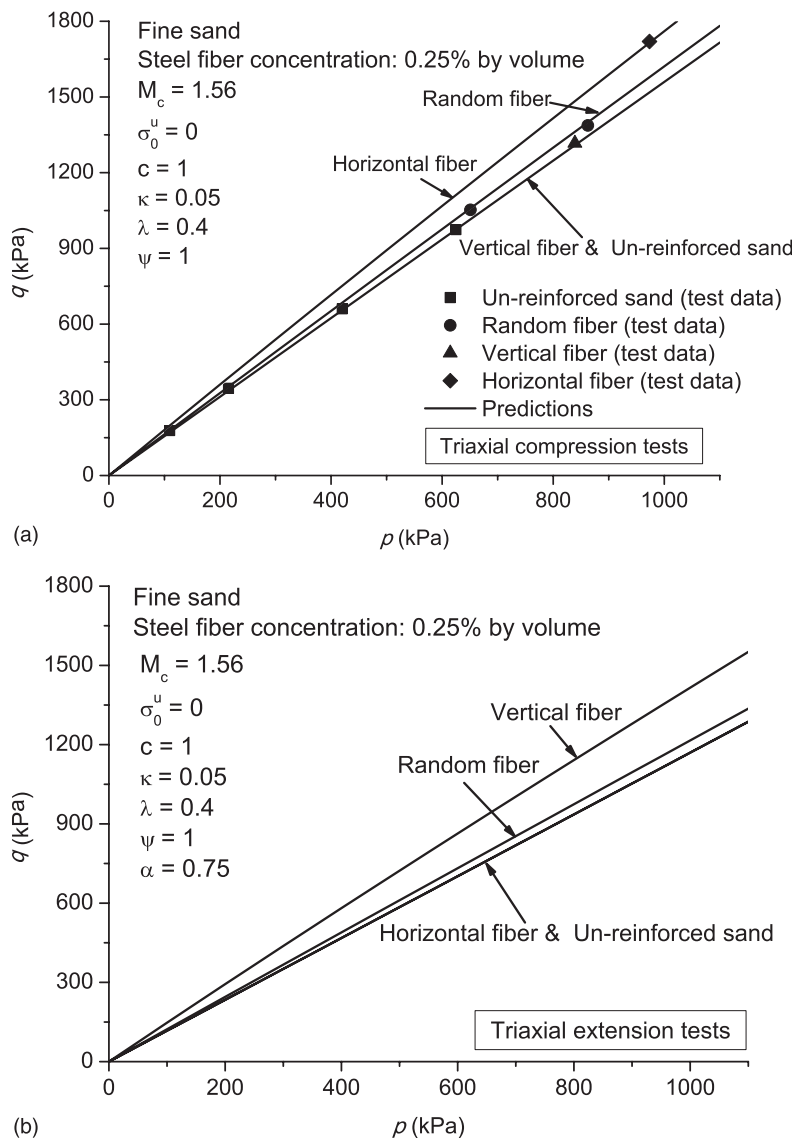 1800
1500
1200
900
600
300
0
q (kPa)
Fine sand
Steel fiber concentration: 0.25% by volume
M_c = 1.56
σ_0^u = 0
c = 1
κ = 0.05
λ = 0.4
ψ = 1
Random fiber
Horizontal fiber
Vertical fiber & Un-reinforced sand
Un-reinforced sand (test data)
Random fiber (test data)
Vertical fiber (test data)
Horizontal fiber (test data)
Predictions
Triaxial compression tests
0 200 400 600 800 1000
p (kPa)
(a)
1800
1500
1200
900
600
300
0
q (kPa)
Fine sand
Steel fiber concentration: 0.25% by volume
M_c = 1.56
σ_0^u = 0
c = 1
κ = 0.05
λ = 0.4
ψ = 1
α = 0.75
Vertical fiber
Random fiber
Horizontal fiber & Un-reinforced sand
Triaxial extension tests
0 200 400 600 800 1000
p (kPa)
(b)